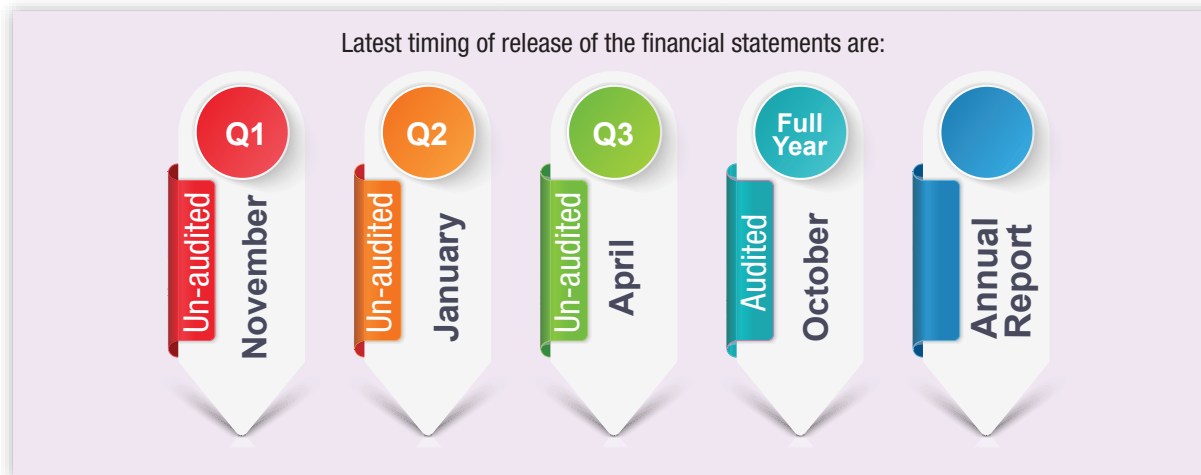 Latest timing of release of the financial statements are:
Q1
Un-audited
November
Q2
Un-audited
January
Q3
Un-audited
April
Full
Year
Audited
October
Annual
Report